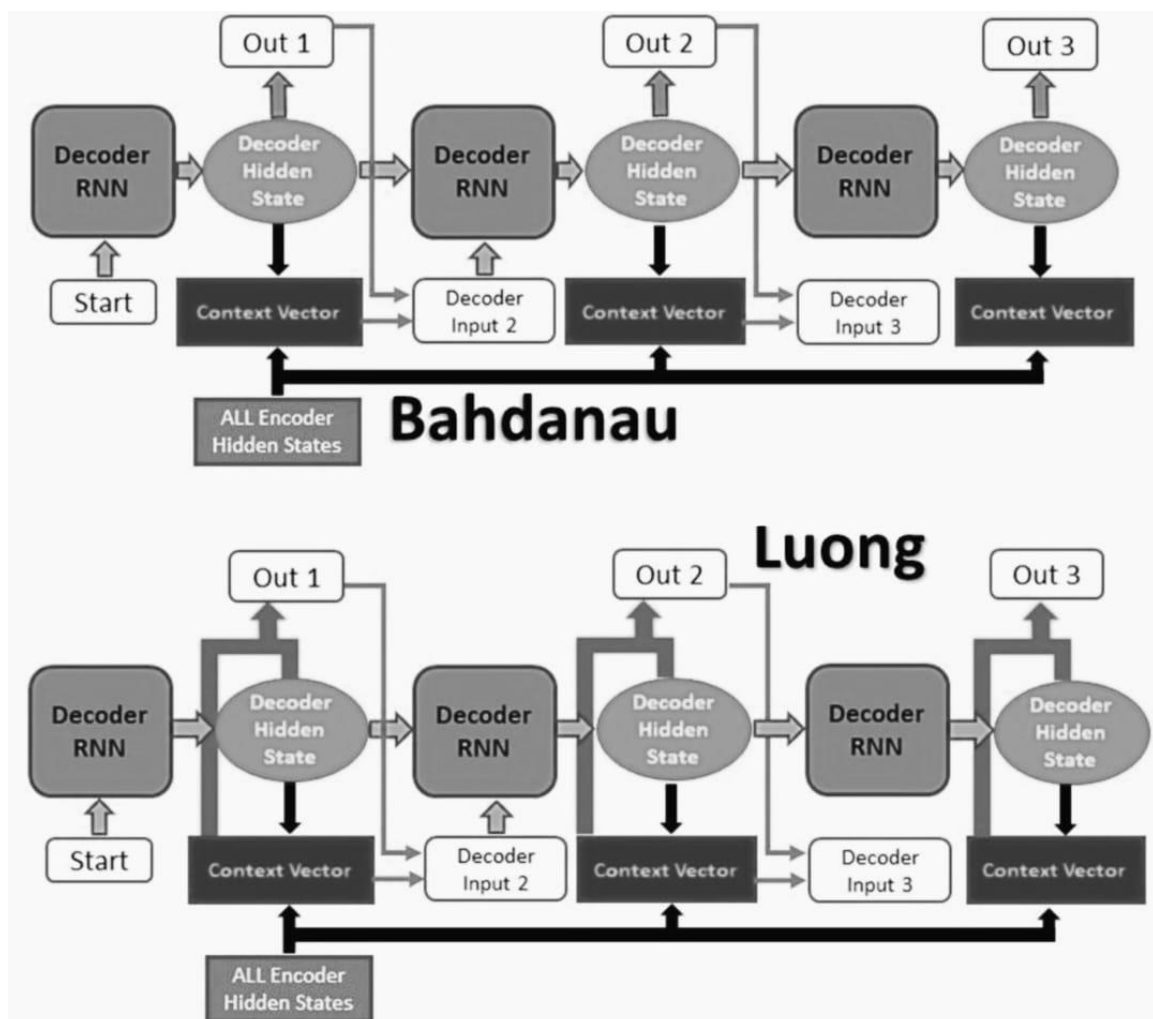 Out 1
Out 2
Out 3
Decoder
RNN
Decoder
Hidden
State
Decoder
RNN
Decoder
Hidden
State
Decoder
RNN
Decoder
Hidden
State
Start
Context Vector
Decoder
Input 2
Context Vector
Decoder
Input 3
Context Vector
ALL Encoder
Hidden States
Bahdanau
Luong
Out 1
Out 2
Out 3
Decoder
RNN
Decoder
Hidden
State
Decoder
RNN
Decoder
Hidden
State
Decoder
RNN
Decoder
Hidden
State
Start
Context Vector
Decoder
Input 2
Context Vector
Decoder
Input 3
Context Vector
ALL Encoder
Hidden States